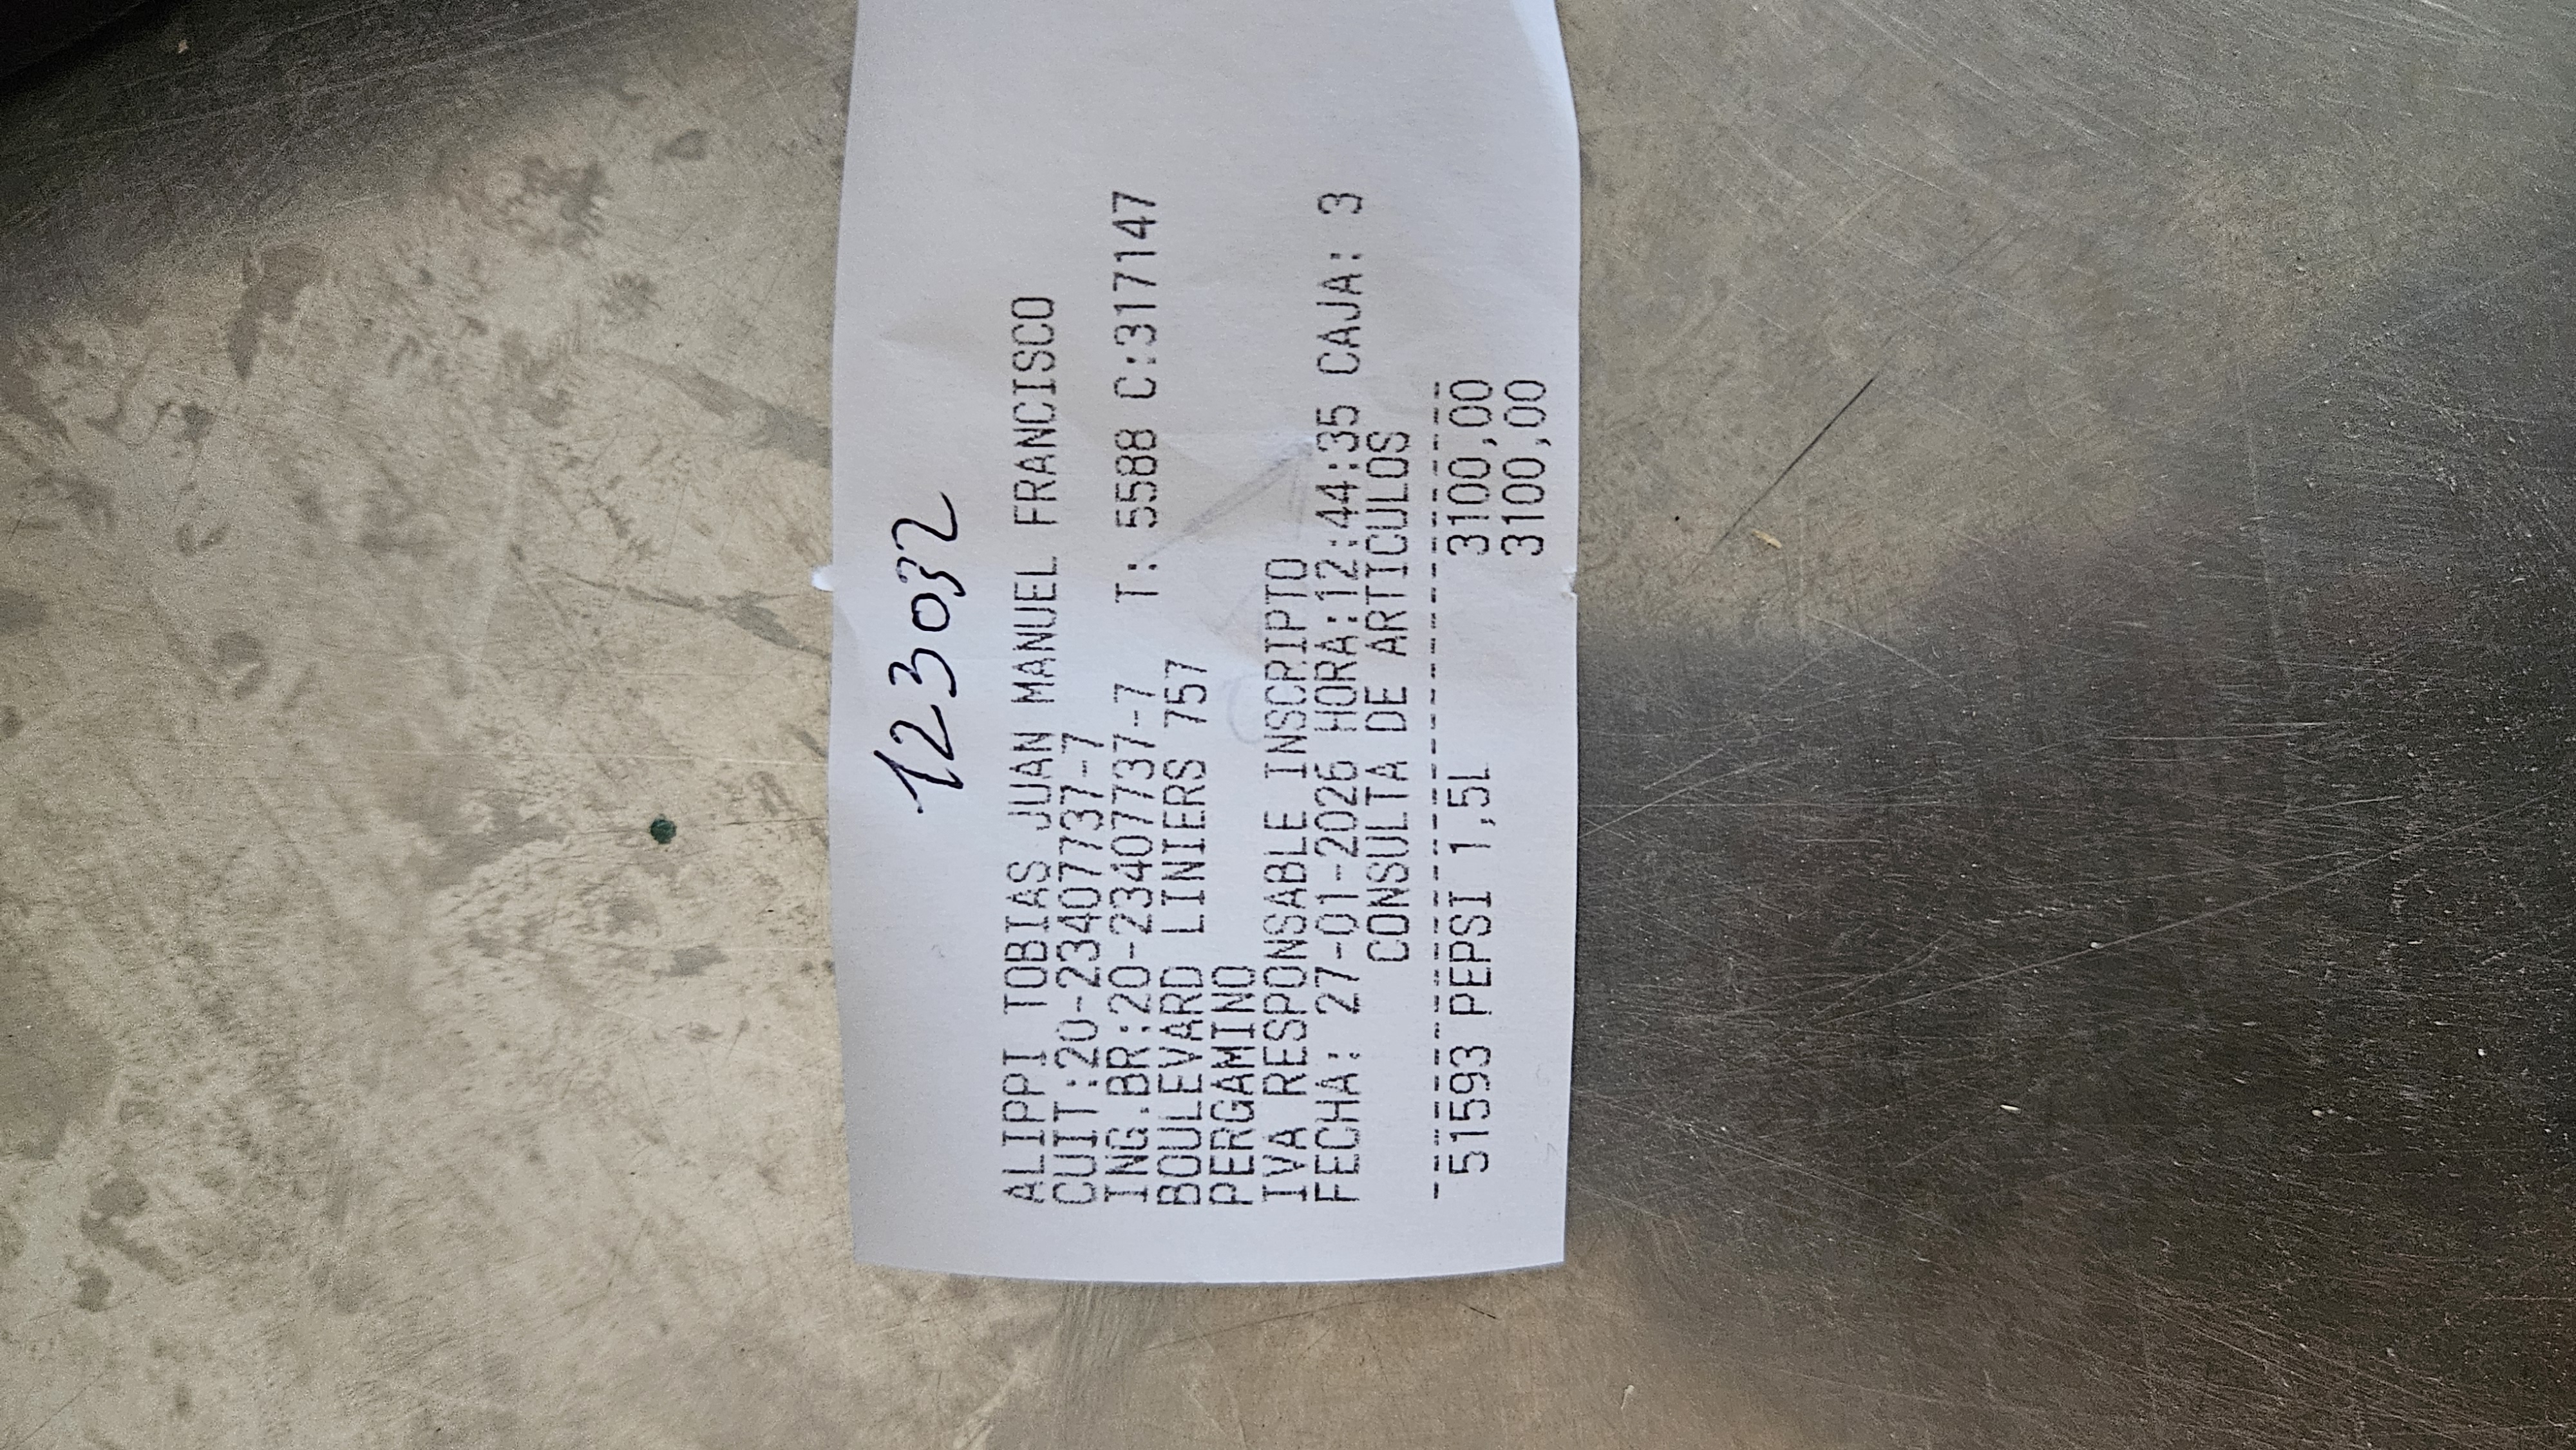 123032
ALIPPI TOBIAS JUAN MANUEL FRANCISCO
CUIT:20-23407737-7
ING.BR:20-23407737-7 T: 5588 C:317147
BOULEVARD LINIERS 757
PERGAMINO
IVA RESPONSABLE INSCRIPTO
FECHA: 27-01-2026 HORA:12:44:35 CAJA: 3
CONSULTA DE ARTICULOS
51593 PEPSI 1,5L 3100,00
3100,00